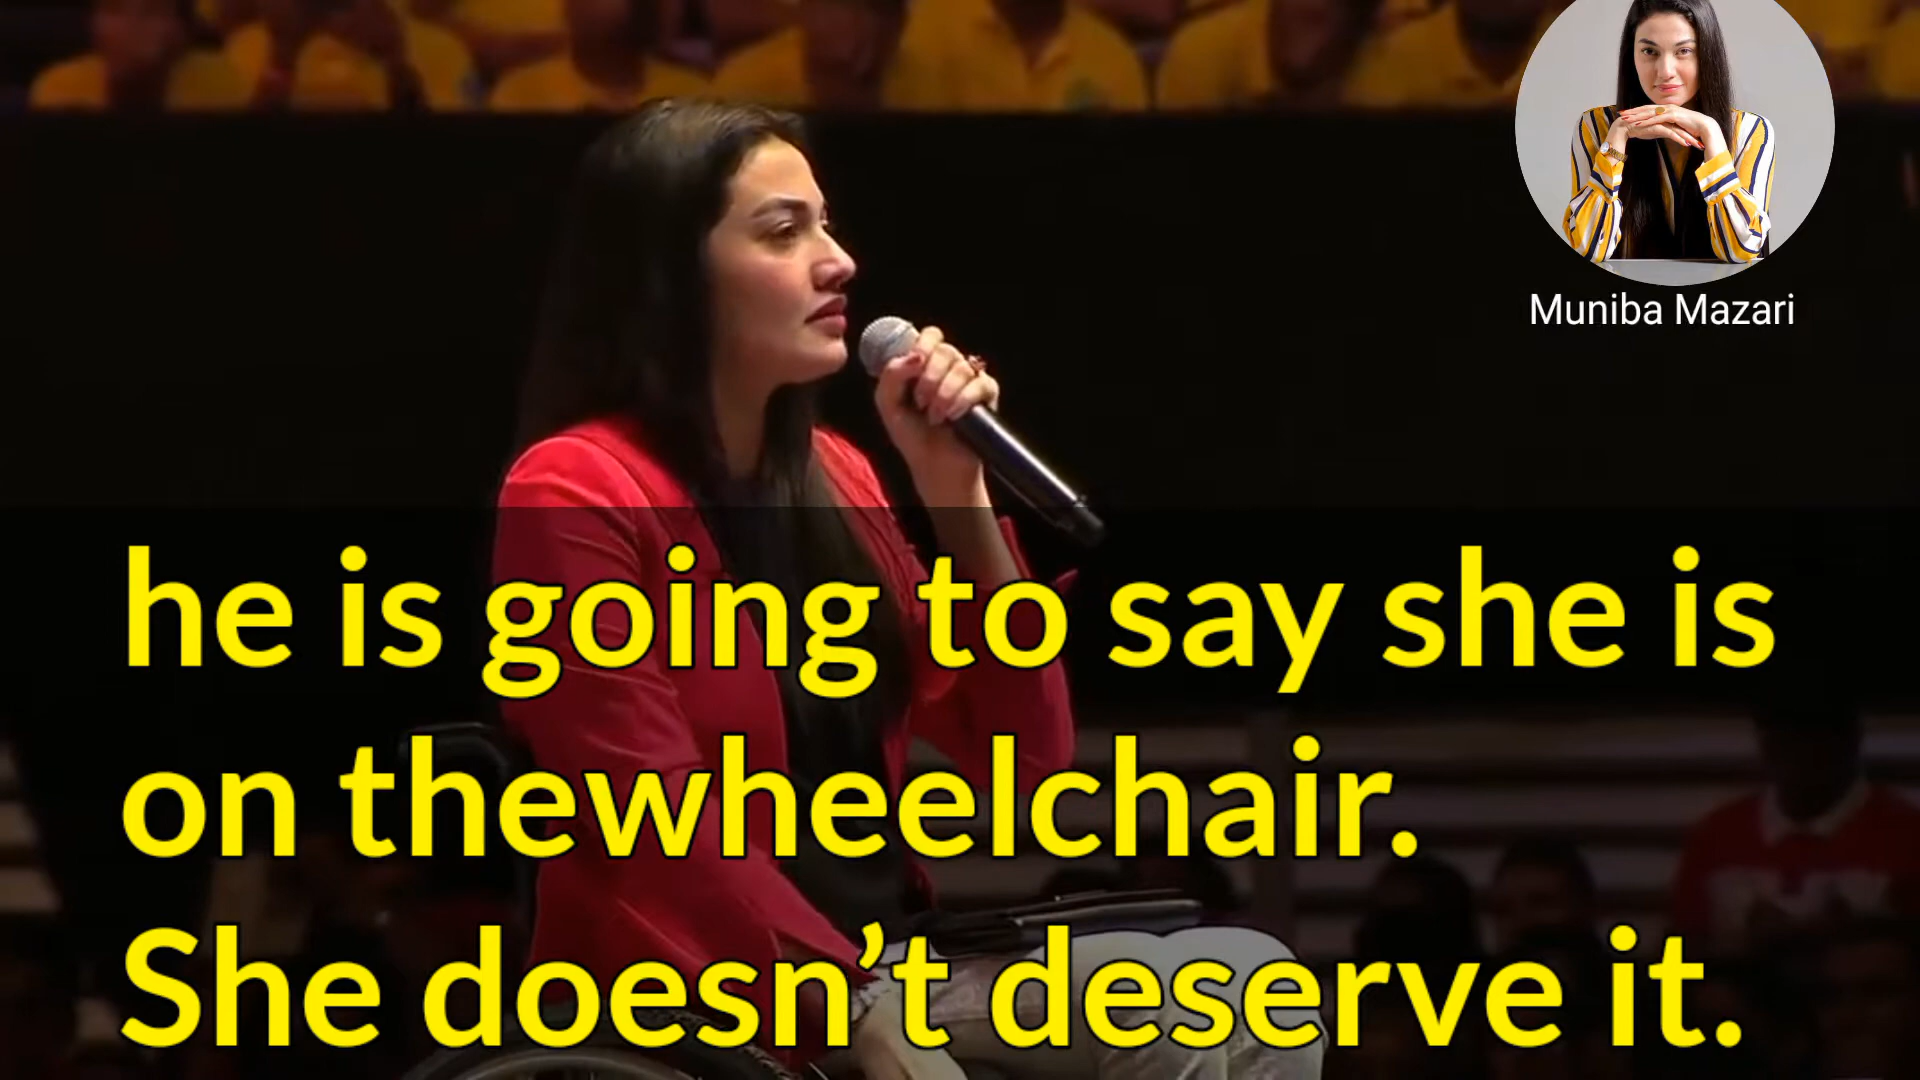 Muniba Mazari
he is going to say she is
on thewheelchair.
She doesn’t deserve it.